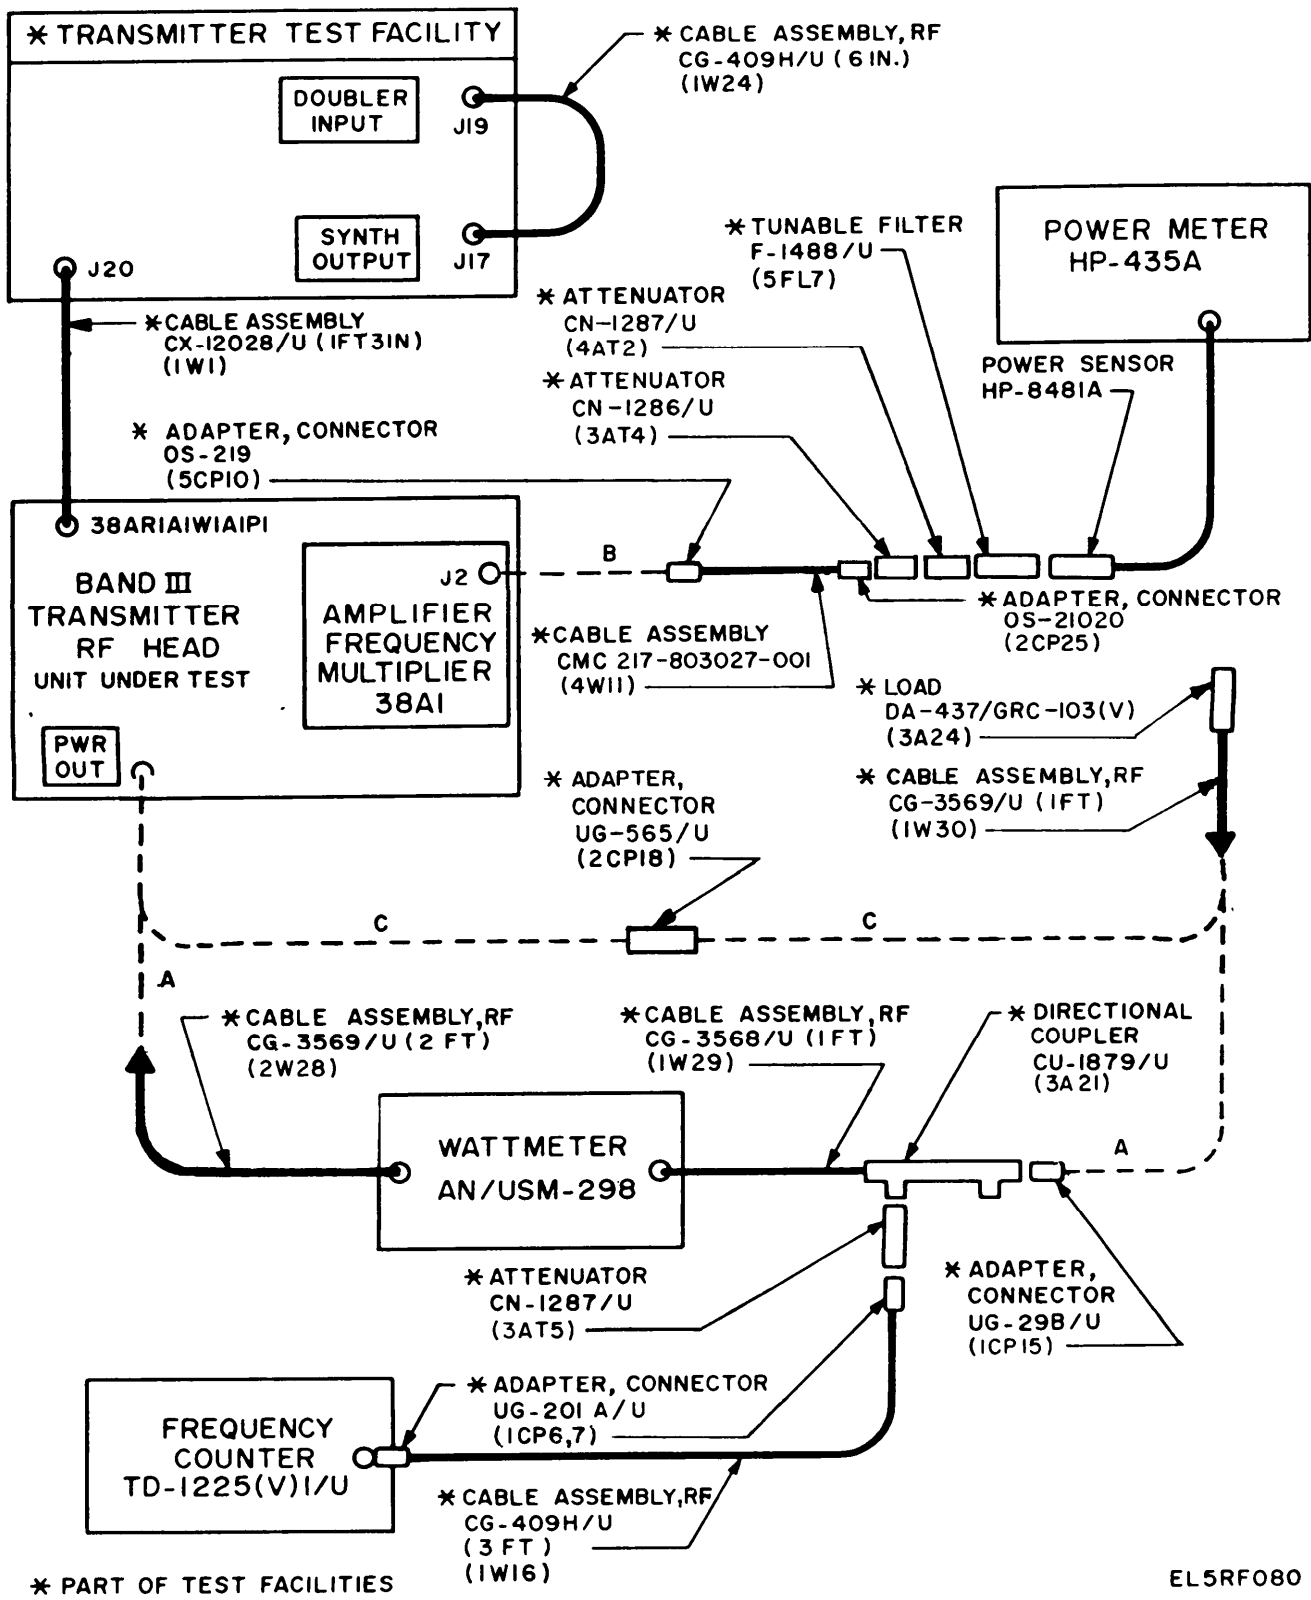 * TRANSMITTER TEST FACILITY
DOUBLER
INPUT
J19
SYNTH
OUTPUT
J17
J20
* CABLE ASSEMBLY, RF
CG-409H/U (6 IN.)
(1W24)
* CABLE ASSEMBLY
CX-12028/U (1FT3IN)
(1W1)
* TUNABLE FILTER
F-1488/U
(5FL7)
POWER METER
HP-435A
* ATTENUATOR
CN-1287/U
(4AT2)
* ATTENUATOR
CN-1286/U
(3AT4)
POWER SENSOR
HP-8481A
* ADAPTER, CONNECTOR
OS-219
(5CP10)
38AR1A1W1A1P1
BAND III
TRANSMITTER
RF HEAD
UNIT UNDER TEST
J2
AMPLIFIER
FREQUENCY
MULTIPLIER
38A1
PWR
OUT
B
* ADAPTER, CONNECTOR
OS-21020
(2CP25)
* CABLE ASSEMBLY
CMC 217-803027-001
(4W11)
* LOAD
DA-437/GRC-103(V)
(3A24)
* CABLE ASSEMBLY, RF
CG-3569/U (1FT)
(1W30)
* ADAPTER,
CONNECTOR
UG-565/U
(2CP18)
C
C
A
* CABLE ASSEMBLY, RF
CG-3569/U (2 FT)
(2W28)
* CABLE ASSEMBLY, RF
CG-3568/U (1FT)
(1W29)
* DIRECTIONAL
COUPLER
CU-1879/U
(3A21)
WATTMETER
AN/USM-298
A
* ATTENUATOR
CN-1287/U
(3AT5)
* ADAPTER,
CONNECTOR
UG-29B/U
(1CP15)
* ADAPTER, CONNECTOR
UG-201 A/U
(1CP6,7)
FREQUENCY
COUNTER
TD-1225(V)1/U
* CABLE ASSEMBLY, RF
CG-409H/U
(3 FT)
(1W16)
* PART OF TEST FACILITIES
EL5RF080